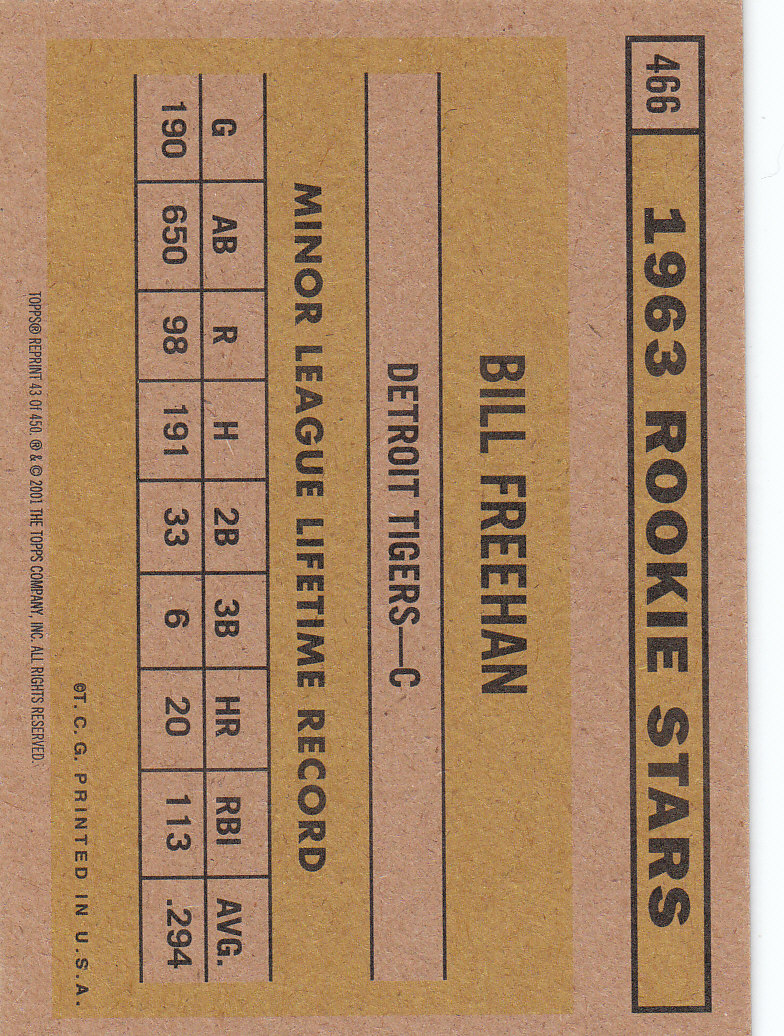 466 1963 ROOKIE STARS
BILL FREEHAN
DETROIT TIGERS—C
MINOR LEAGUE LIFETIME RECORD
G AB R H 2B 3B HR RBI AVG.
190 650 98 191 33 6 20 113 .294
©T. C. G. PRINTED IN U.S.A.
TOPPS® REPRINT 43 Of 450. ® & © 2001 THE TOPPS COMPANY, INC. ALL RIGHTS RESERVED.